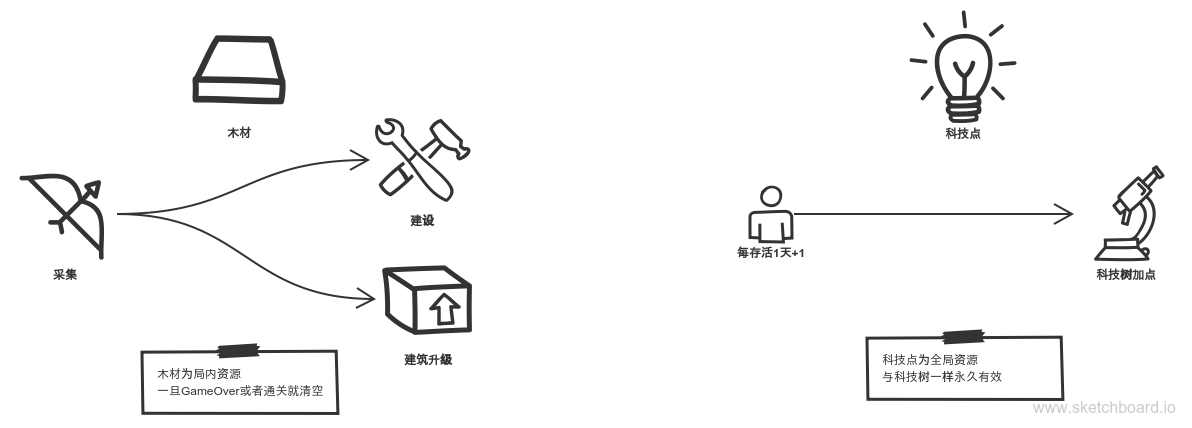 木材
采集
建设
建筑升级
木材为局内资源
一旦GameOver或者通关就清空
科技点
每存活1天+1
科技树加点
科技点为全局资源
与科技树一样永久有效
www.sketchboard.io